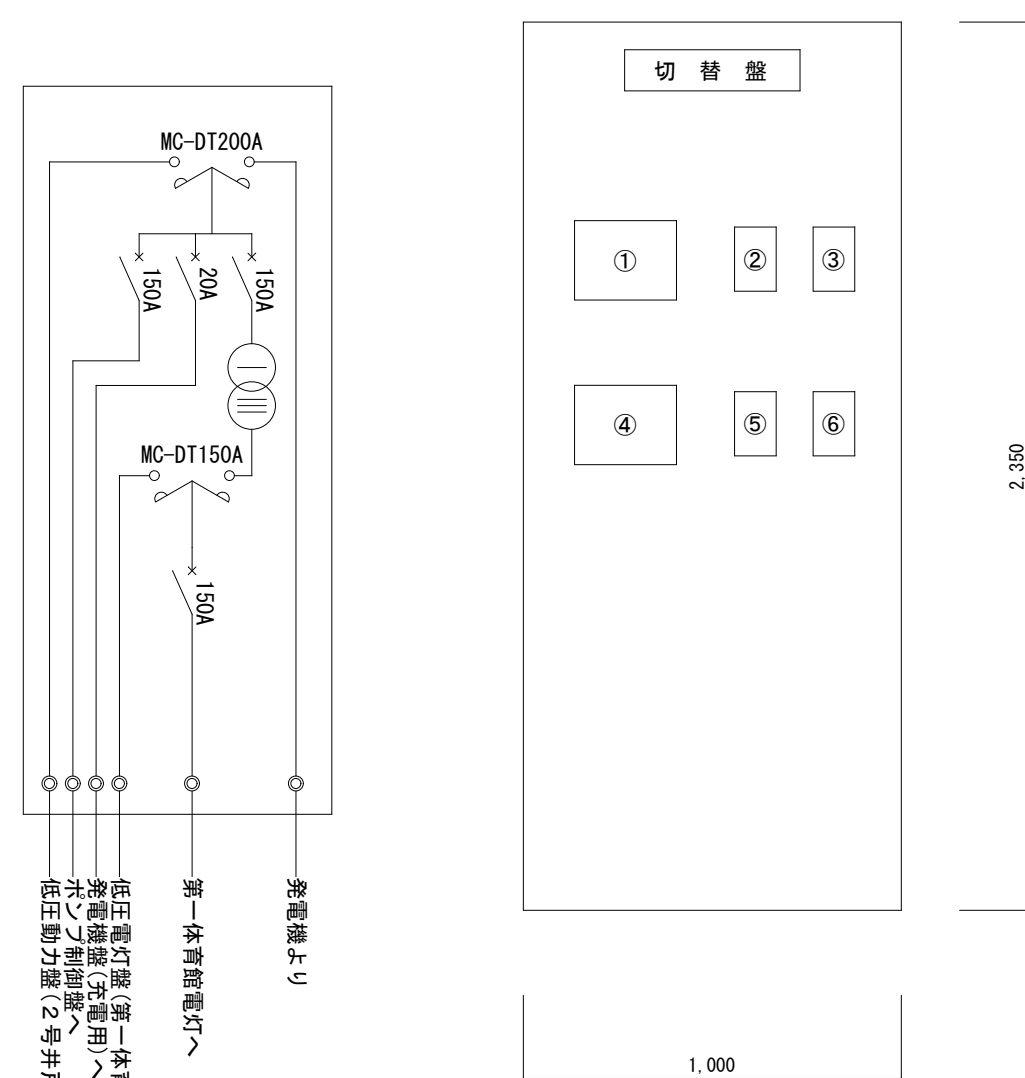 切替盤
MC-DT200A
150A
20A
150A
MC-DT150A
150A
①
②
③
④
⑤
⑥
2,350
1,000
発電機より
第一体育館電灯へ
低圧電灯盤(第一体
発電機盤(充電用)へ
ポンプ制御盤へ
低圧動力盤(2号井